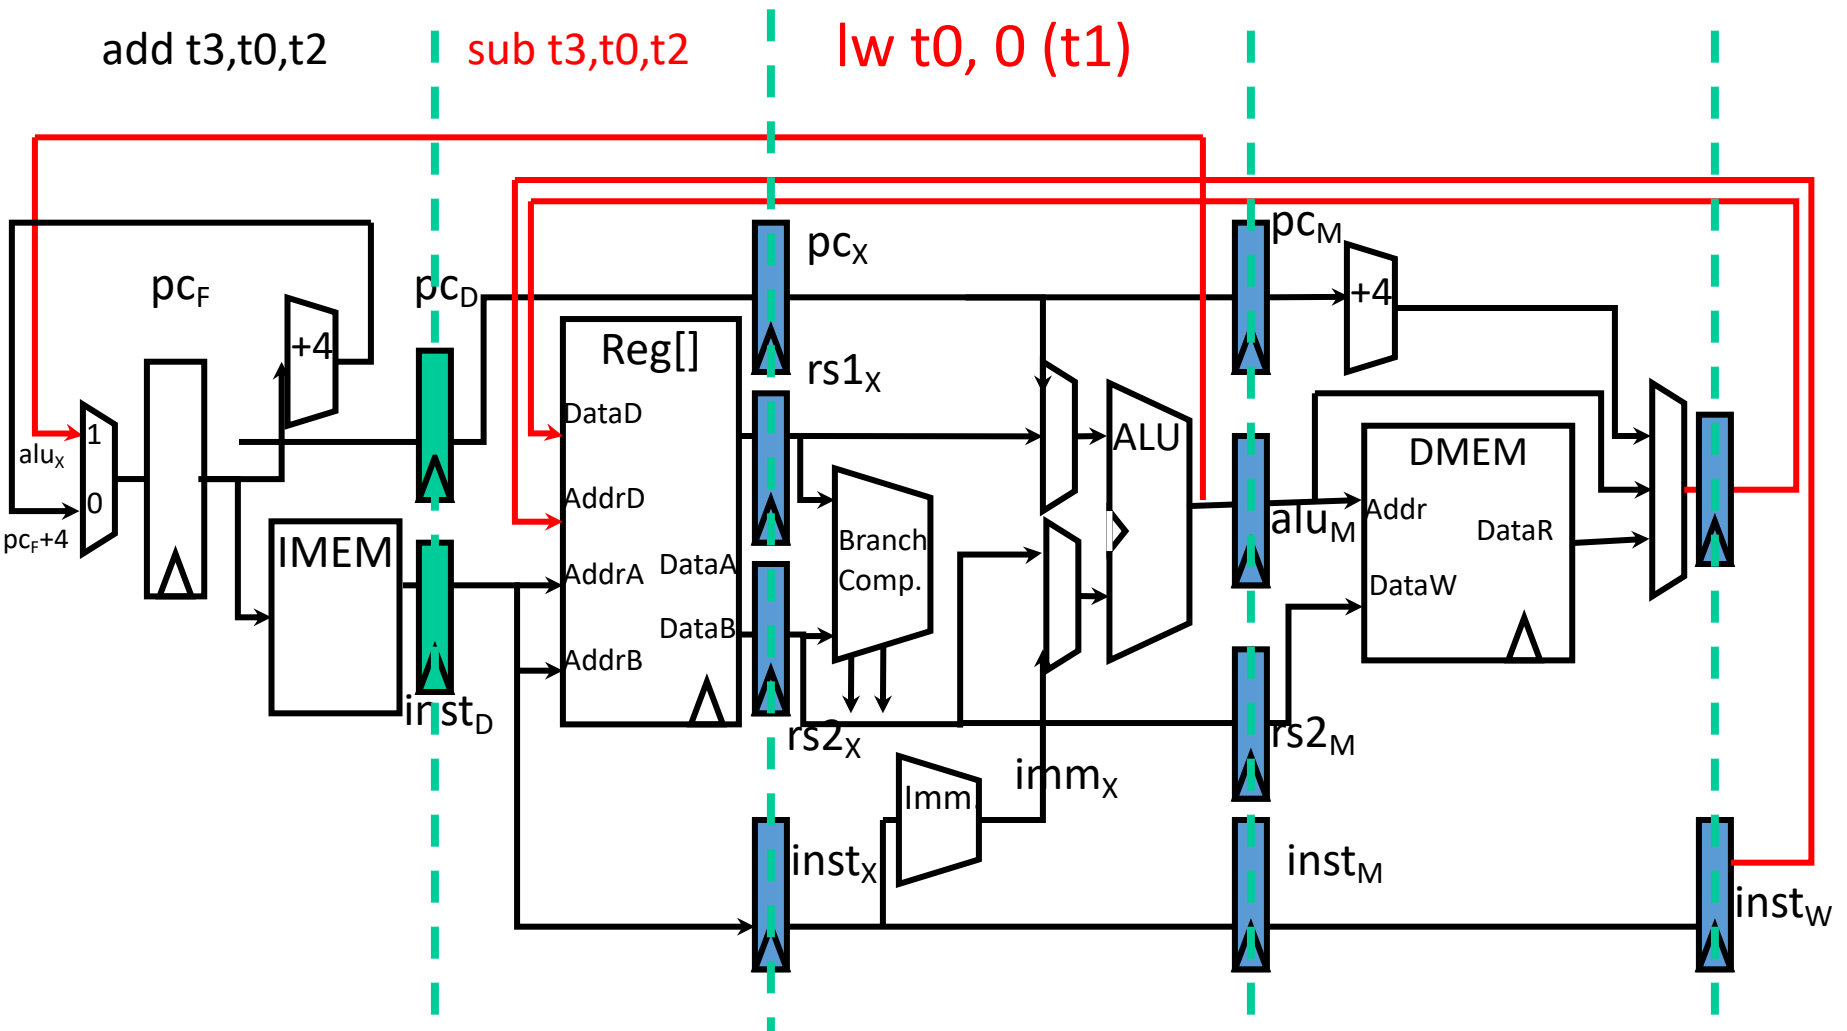 add t3,t0,t2
sub t3,t0,t2
lw t0, 0 (t1)
pcF
pcD
pcX
pcM
+4
+4
Reg[]
rs1X
DataD
1
aluX
ALU
DMEM
AddrD
0
pcF+4
IMEM
Branch
Comp.
aluM
Addr
DataR
AddrA
DataA
DataW
DataB
AddrB
instD
rs2X
rs2M
Imm.
immX
instX
instM
instW